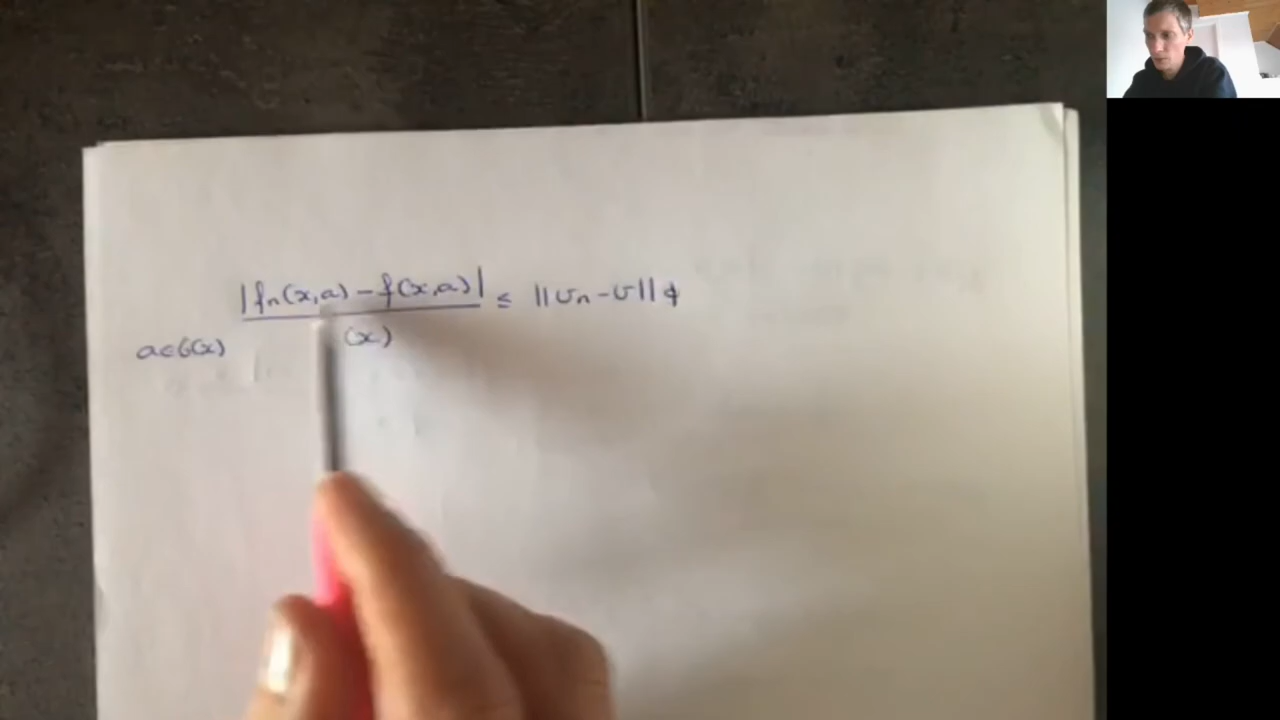 |fn(x,a) - f(x,a)| ≤ ||vn - v|| ϕ
(x)
a∈G(x)